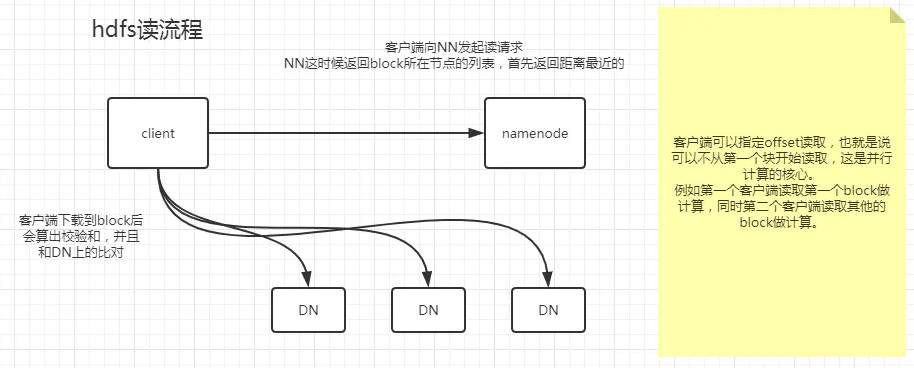 hdfs读流程
客户端向NN发起读请求
NN这时候返回block所在节点的列表，首先返回距离最近的
client
namenode
客户端可以指定offset读取，也就是说
可以不从第一个块开始读取，这是并行
计算的核心。
例如第一个客户端读取第一个block做
计算，同时第二个客户端读取其他的
block做计算。
客户端下载到block后
会算出校验和，并且
和DN上的比对
DN
DN
DN